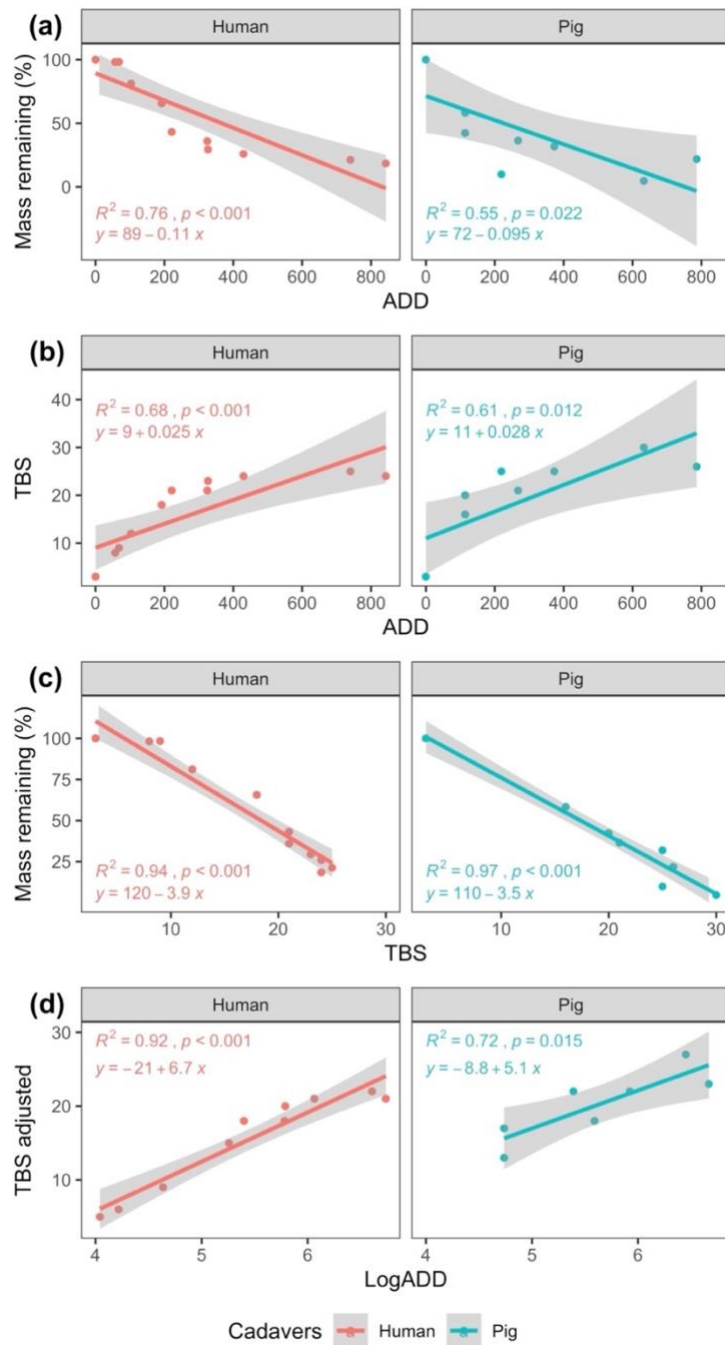 (a)
Human
Pig
Mass remaining (%)
100
50
0
R² = 0.76 , p < 0.001
y = 89 − 0.11 x
R² = 0.55 , p = 0.022
y = 72 − 0.095 x
0 200 400 600 800
0 200 400 600 800
ADD
(b)
Human
Pig
TBS
40
30
20
10
R² = 0.68 , p < 0.001
y = 9 + 0.025 x
R² = 0.61 , p = 0.012
y = 11 + 0.028 x
0 200 400 600 800
0 200 400 600 800
ADD
(c)
Human
Pig
Mass remaining (%)
100
75
50
25
R² = 0.94 , p < 0.001
y = 120 − 3.9 x
R² = 0.97 , p < 0.001
y = 110 − 3.5 x
10 20 30
10 20 30
TBS
(d)
Human
Pig
TBS adjusted
30
20
10
R² = 0.92 , p < 0.001
y = − 21 + 6.7 x
R² = 0.72 , p = 0.015
y = − 8.8 + 5.1 x
4 5 6
4 5 6
LogADD
Cadavers a Human a Pig